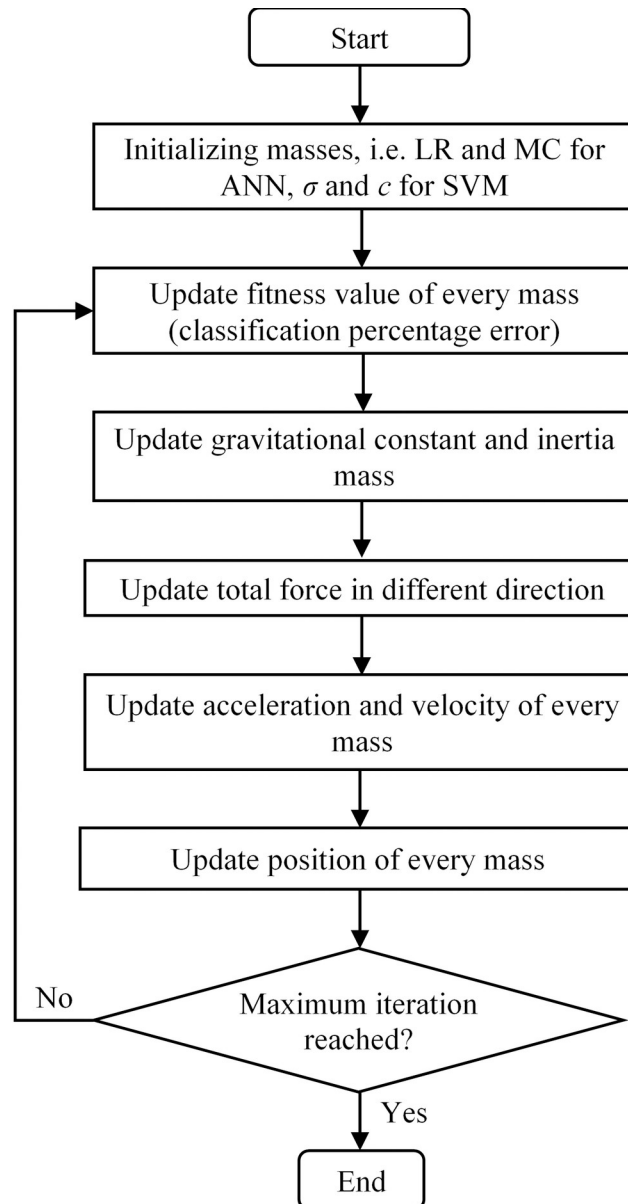 Start
Initializing masses, i.e. LR and MC for
ANN, σ and c for SVM
Update fitness value of every mass
(classification percentage error)
Update gravitational constant and inertia
mass
Update total force in different direction
Update acceleration and velocity of every
mass
Update position of every mass
No
Maximum iteration
reached?
Yes
End